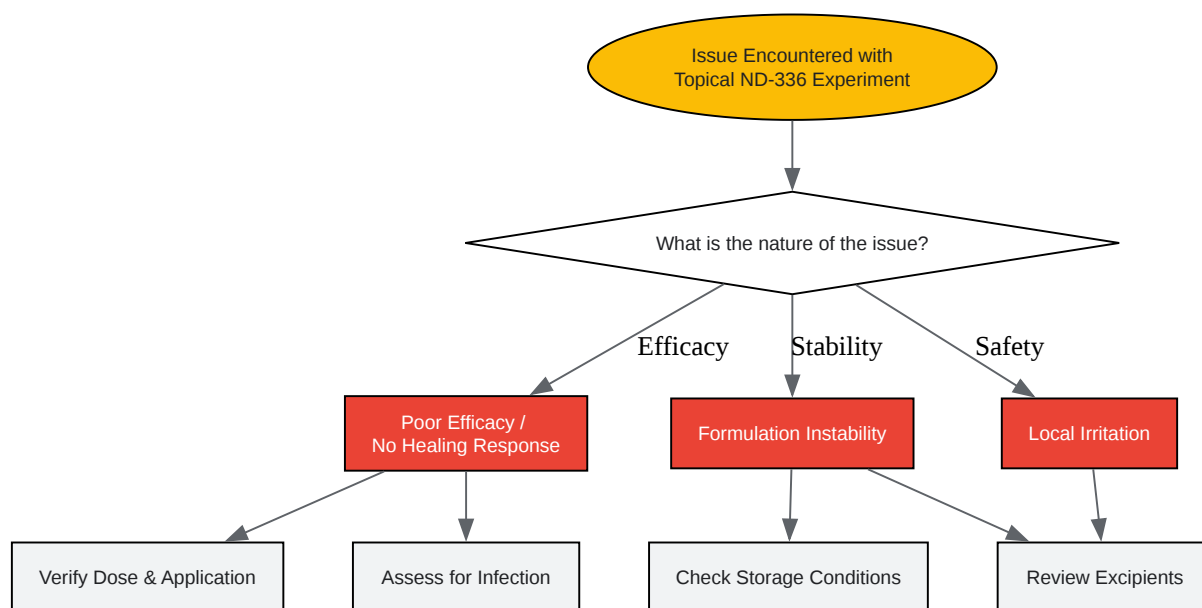 Issue Encountered with
Topical ND-336 Experiment
What is the nature of the issue?
Efficacy
Stability
Safety
Poor Efficacy /
No Healing Response
Formulation Instability
Local Irritation
Verify Dose & Application
Assess for Infection
Check Storage Conditions
Review Excipients